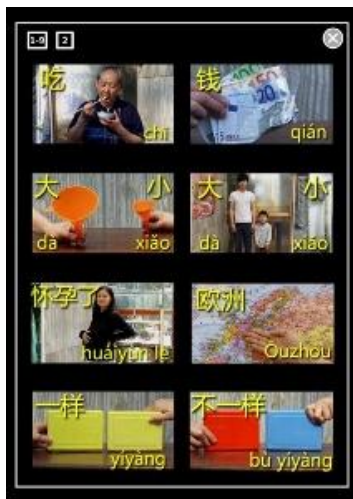 1-9 2
吃 钱
chī qián
大 小 大 小
dà xiǎo dà xiǎo
怀孕了 欧洲
huáiyùn le Ōuzhōu
一样 不一样
yíyàng bù yíyàng